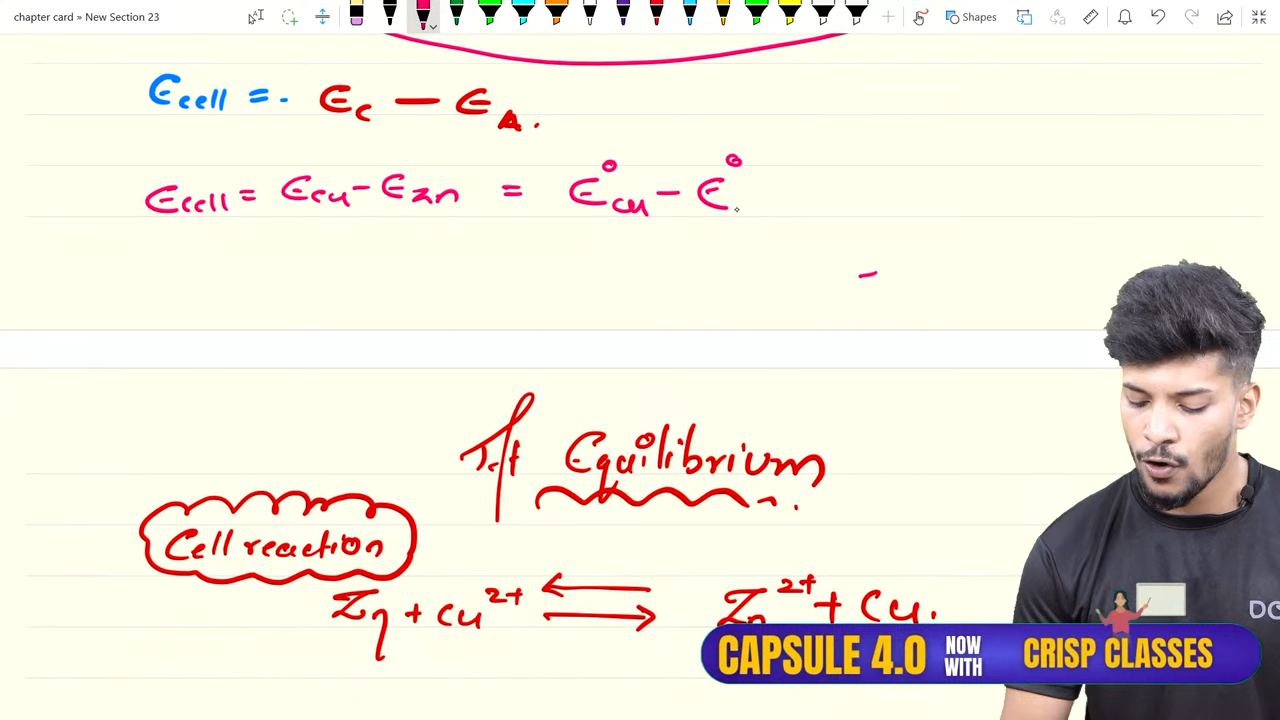 chapter card » New Section 23
Shapes
Ecell = . Ec — EA.
Ecell = Ecu - Ezn = E°cu - E°
-
At Equilibrium
Cell reaction
Zn + Cu²⁺ ⇌ Zn²⁺ + Cu.
CAPSULE 4.0 NOW WITH CRISP CLASSES